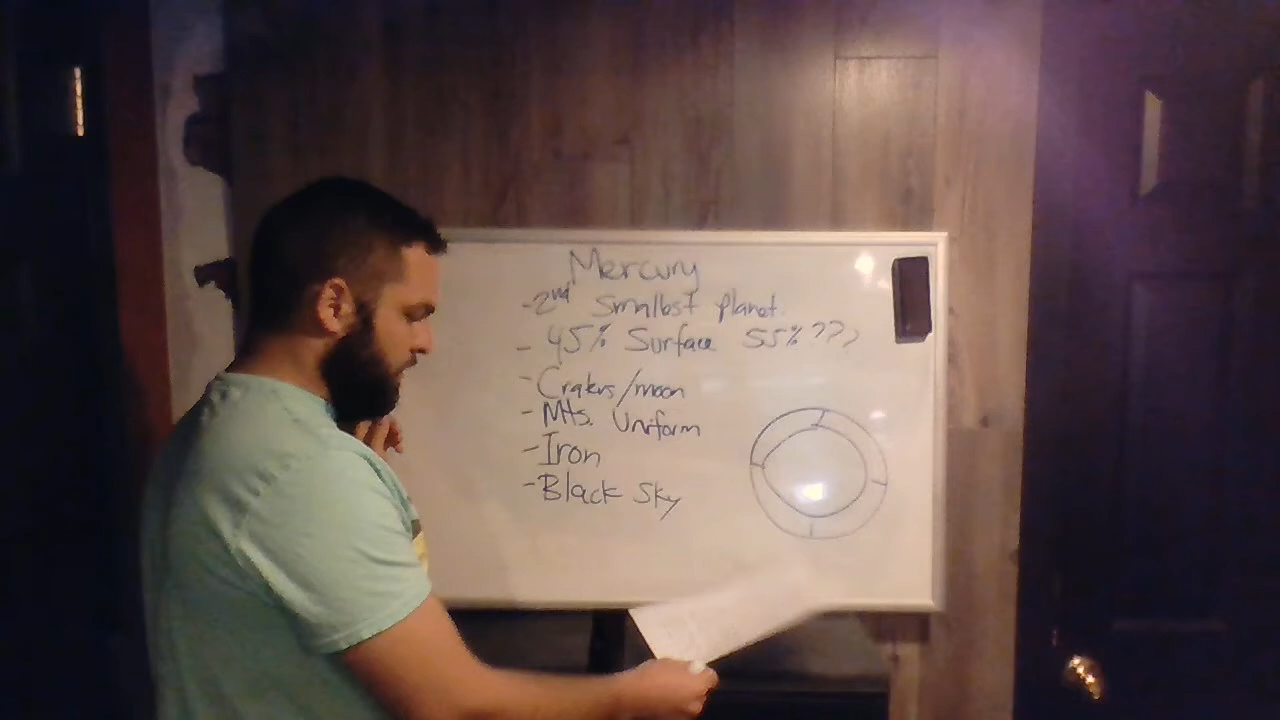 Mercury
- 2nd Smallest planet.
- 45% Surface 55%???
- Craters/moon
- Mts. Uniform
- Iron
- Black Sky